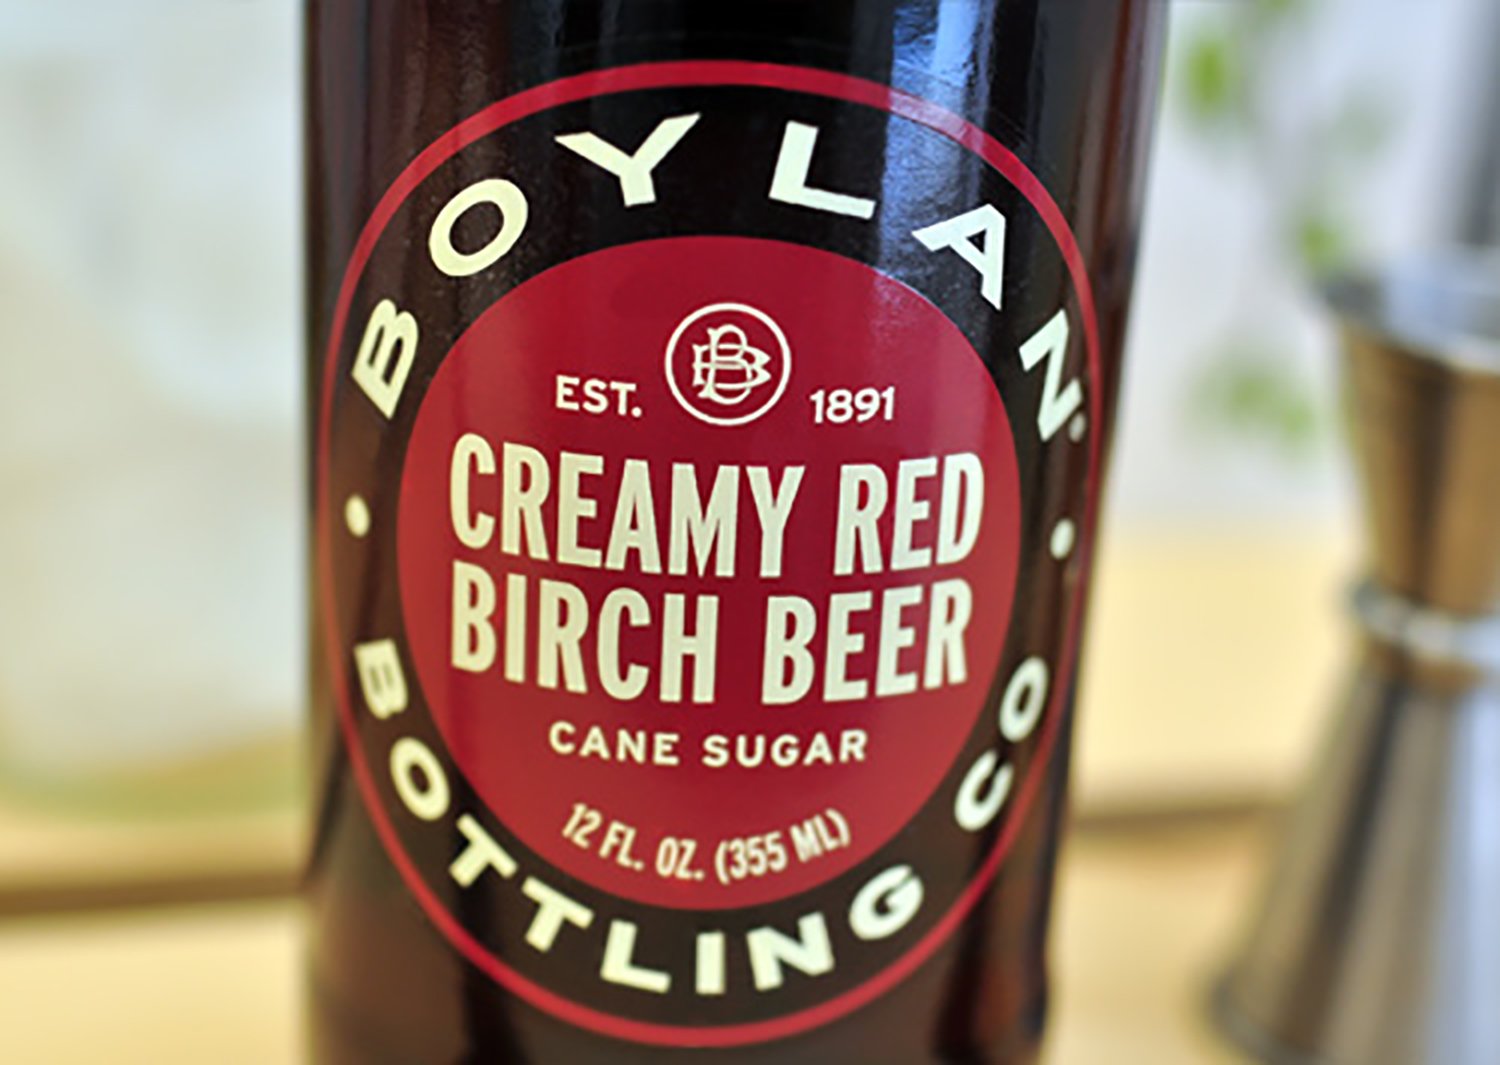 BOYLAN
EST. B 1891
CREAMY RED
BIRCH BEER
CANE SUGAR
12 FL. OZ. (355 ML)
BOTTLING CO